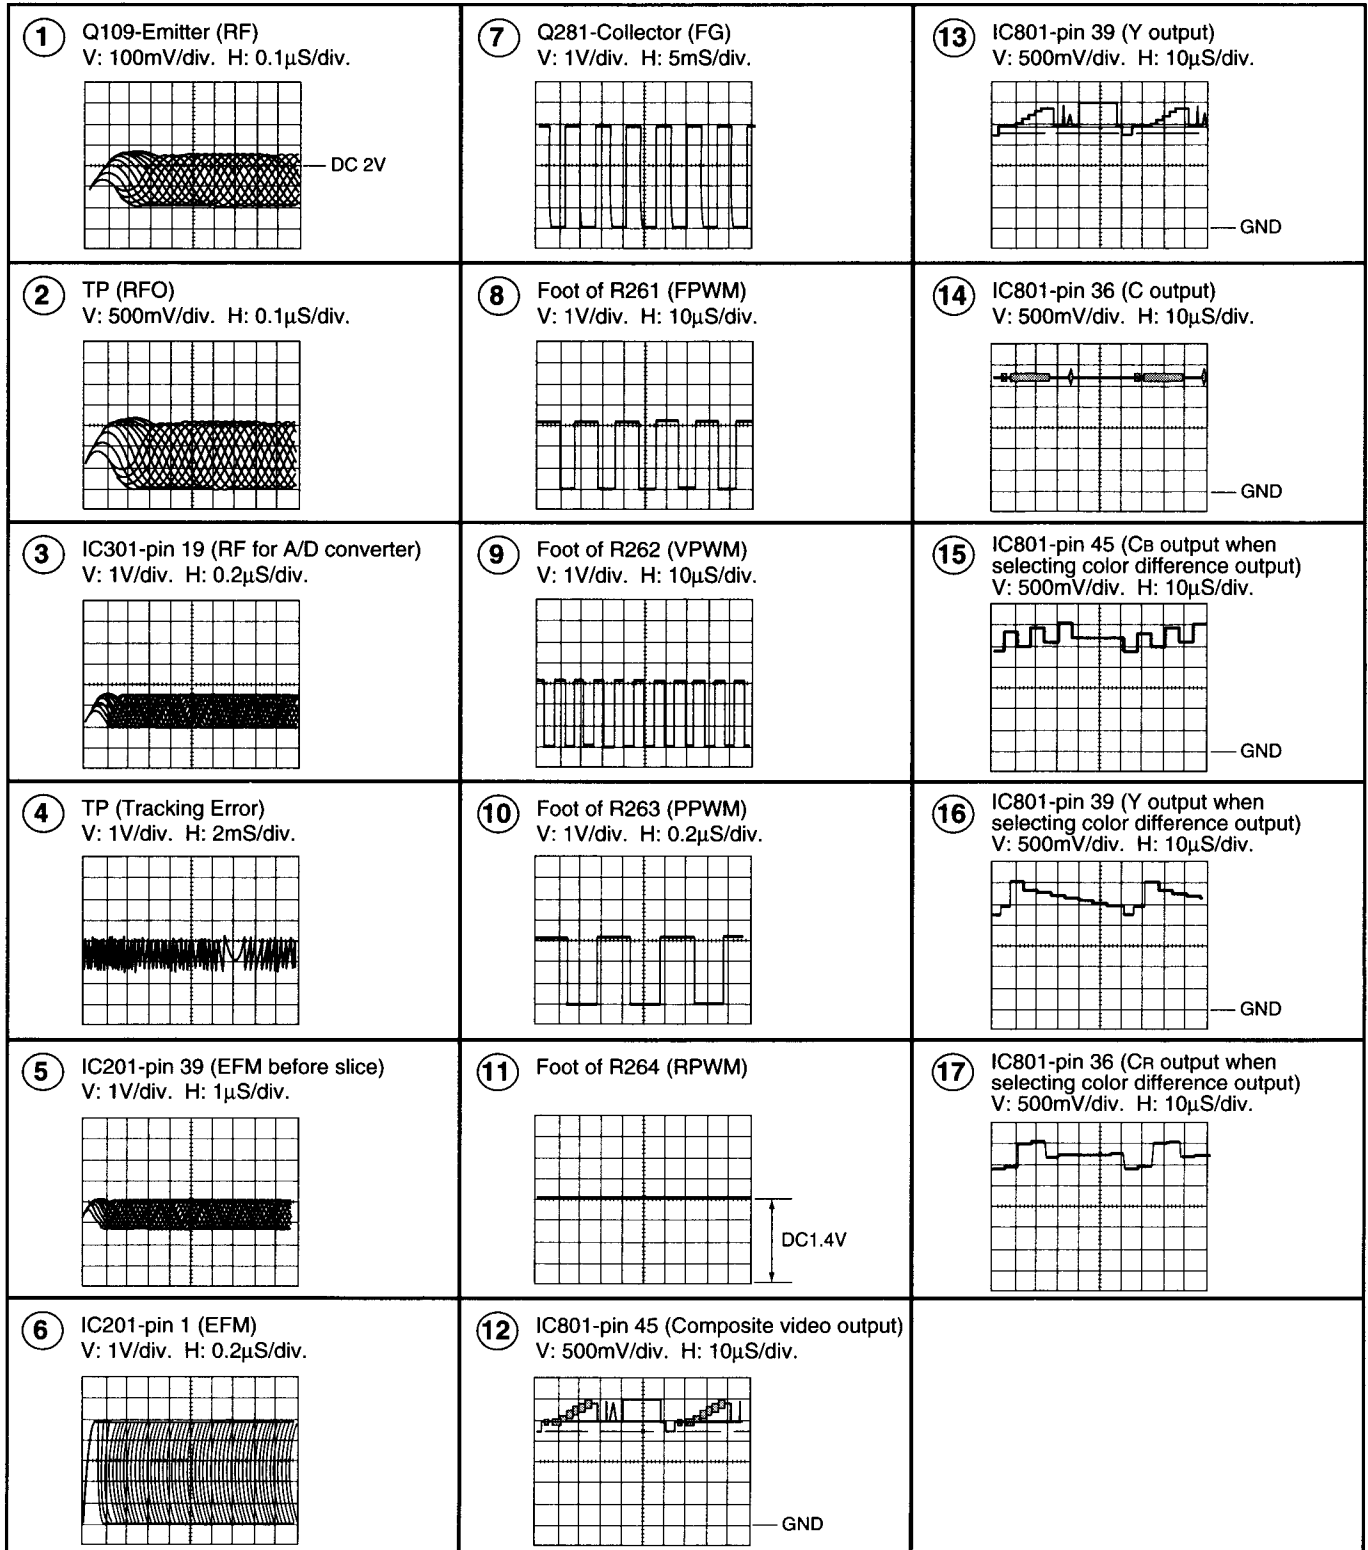 1
Q109-Emitter (RF)
V: 100mV/div. H: 0.1µS/div.
DC 2V
2
TP (RFO)
V: 500mV/div. H: 0.1µS/div.
3
IC301-pin 19 (RF for A/D converter)
V: 1V/div. H: 0.2µS/div.
4
TP (Tracking Error)
V: 1V/div. H: 2mS/div.
5
IC201-pin 39 (EFM before slice)
V: 1V/div. H: 1µS/div.
6
IC201-pin 1 (EFM)
V: 1V/div. H: 0.2µS/div.
7
Q281-Collector (FG)
V: 1V/div. H: 5mS/div.
8
Foot of R261 (FPWM)
V: 1V/div. H: 10µS/div.
9
Foot of R262 (VPWM)
V: 1V/div. H: 10µS/div.
10
Foot of R263 (PPWM)
V: 1V/div. H: 0.2µS/div.
11
Foot of R264 (RPWM)
DC1.4V
12
IC801-pin 45 (Composite video output)
V: 500mV/div. H: 10µS/div.
GND
13
IC801-pin 39 (Y output)
V: 500mV/div. H: 10µS/div.
GND
14
IC801-pin 36 (C output)
V: 500mV/div. H: 10µS/div.
GND
15
IC801-pin 45 (CB output when
selecting color difference output)
V: 500mV/div. H: 10µS/div.
GND
16
IC801-pin 39 (Y output when
selecting color difference output)
V: 500mV/div. H: 10µS/div.
GND
17
IC801-pin 36 (CR output when
selecting color difference output)
V: 500mV/div. H: 10µS/div.